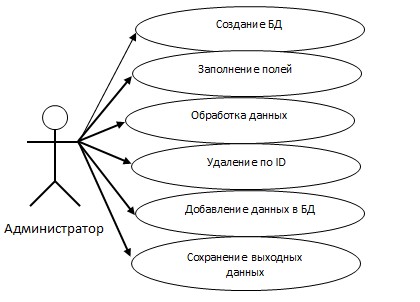 Создание БД
Заполнение полей
Обработка данных
Удаление по ID
Добавление данных в БД
Сохранение выходных
данных
Администратор